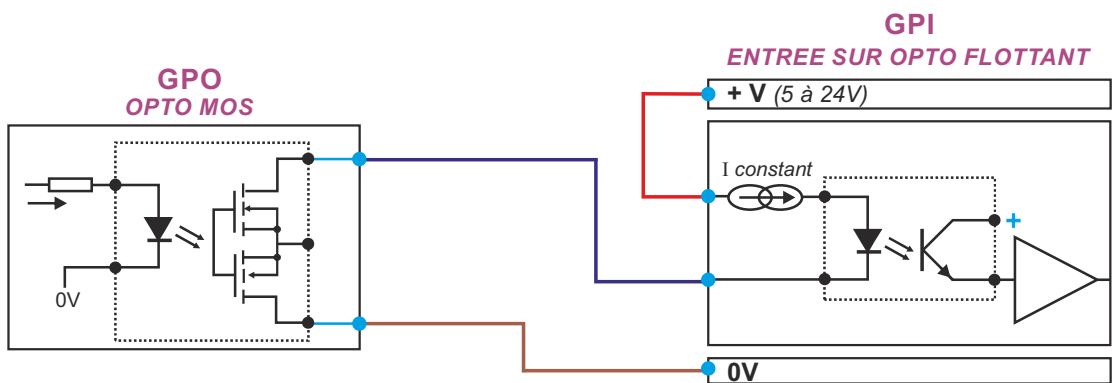 GPO
OPTO MOS
0V
GPI
ENTREE SUR OPTO FLOTTANT
+ V (5 à 24V)
I constant
+
0V